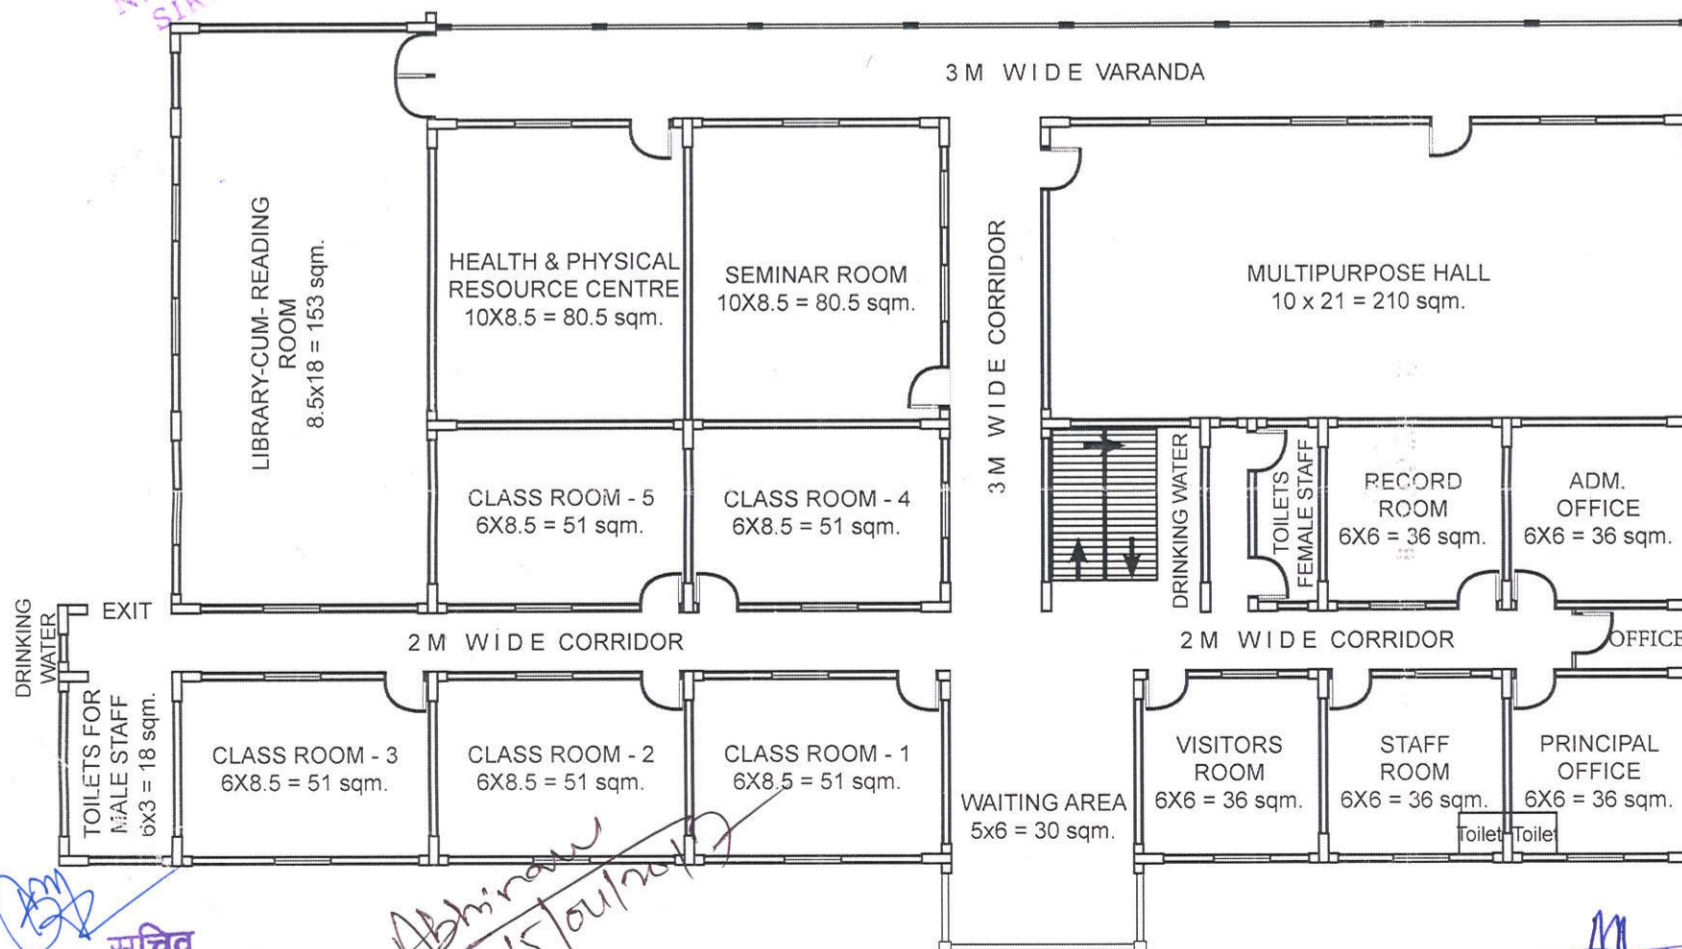 3 M WIDE VARANDA
LIBRARY-CUM- READING
ROOM
8.5x18 = 153 sqm.
HEALTH & PHYSICAL
RESOURCE CENTRE
10X8.5 = 80.5 sqm.
SEMINAR ROOM
10X8.5 = 80.5 sqm.
3 M WIDE CORRIDOR
MULTIPURPOSE HALL
10 x 21 = 210 sqm.
CLASS ROOM - 5
6X8.5 = 51 sqm.
CLASS ROOM - 4
6X8.5 = 51 sqm.
DRINKING WATER
TOILETS
FEMALE STAFF
RECORD
ROOM
6X6 = 36 sqm.
ADM.
OFFICE
6X6 = 36 sqm.
DRINKING
WATER
EXIT
2 M WIDE CORRIDOR
2 M WIDE CORRIDOR
OFFICE
TOILETS FOR
MALE STAFF
6X3 = 18 sqm.
CLASS ROOM - 3
6X8.5 = 51 sqm.
CLASS ROOM - 2
6X8.5 = 51 sqm.
CLASS ROOM - 1
6X8.5 = 51 sqm.
WAITING AREA
5x6 = 30 sqm.
VISITORS
ROOM
6X6 = 36 sqm.
STAFF
ROOM
6X6 = 36 sqm.
PRINCIPAL
OFFICE
6X6 = 36 sqm.
Toilet
Toilet
Abhinaw
सचिव